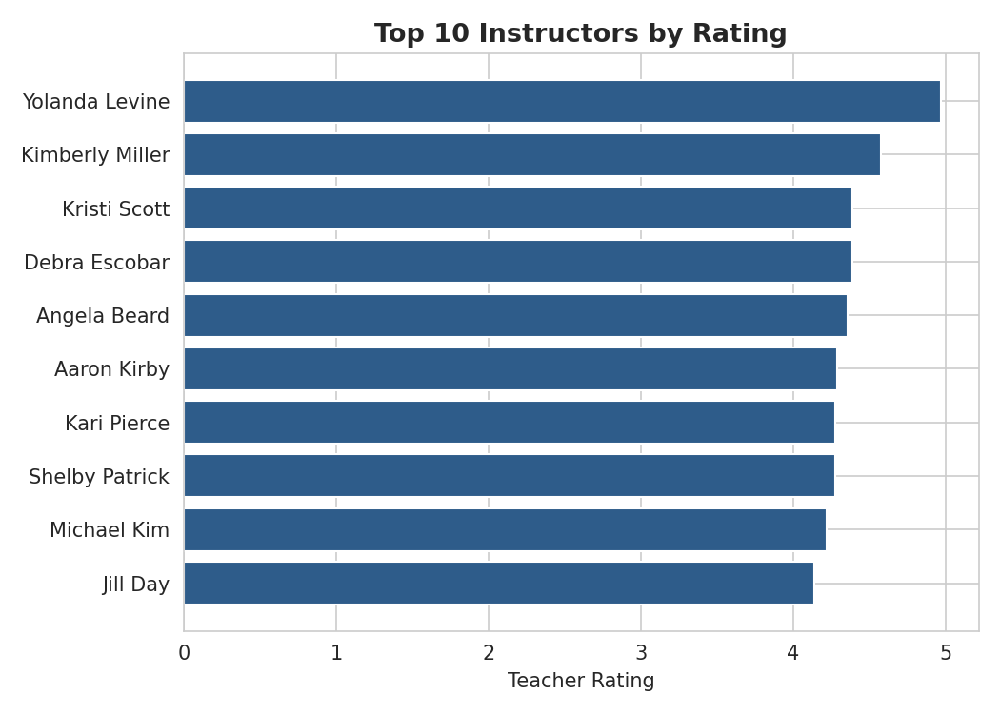 Top 10 Instructors by Rating
Yolanda Levine
Kimberly Miller
Kristi Scott
Debra Escobar
Angela Beard
Aaron Kirby
Kari Pierce
Shelby Patrick
Michael Kim
Jill Day
0 1 2 3 4 5
Teacher Rating